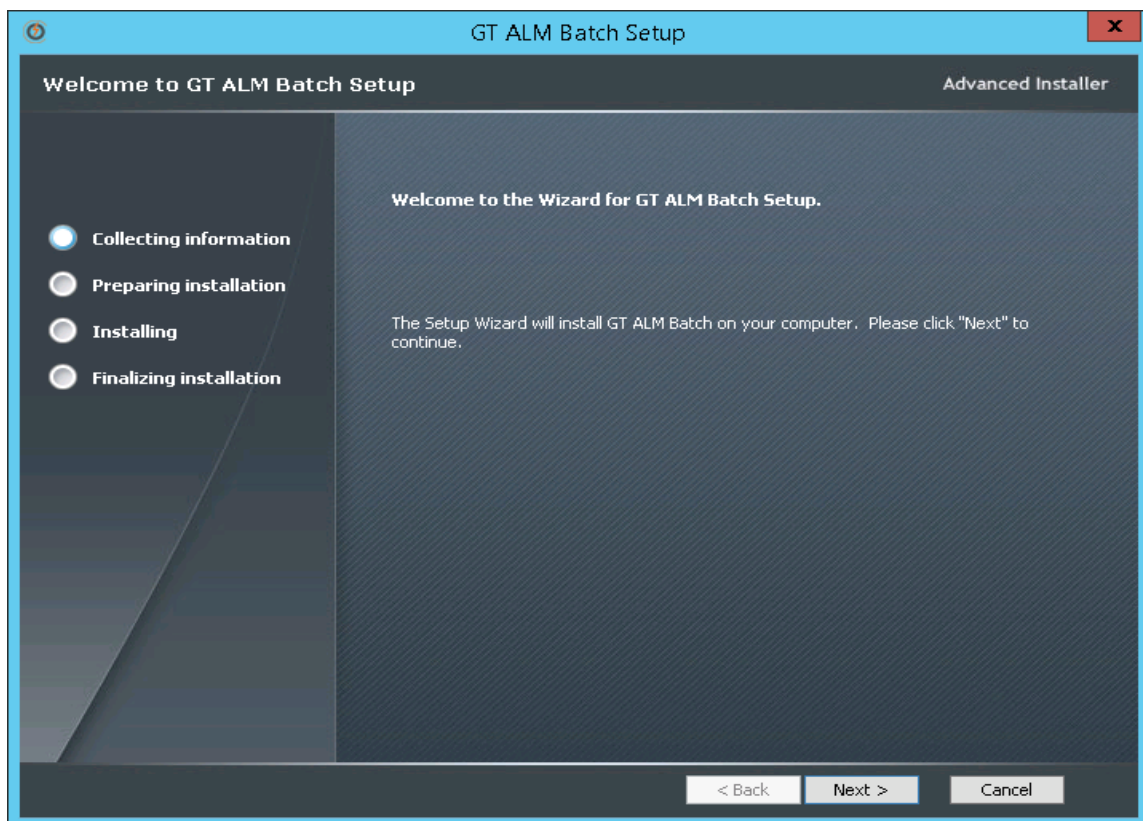 GT ALM Batch Setup
x
Welcome to GT ALM Batch Setup
Advanced Installer
Welcome to the Wizard for GT ALM Batch Setup.
Collecting information
Preparing installation
Installing
Finalizing installation
The Setup Wizard will install GT ALM Batch on your computer.  Please click "Next" to
continue.
< Back
Next >
Cancel